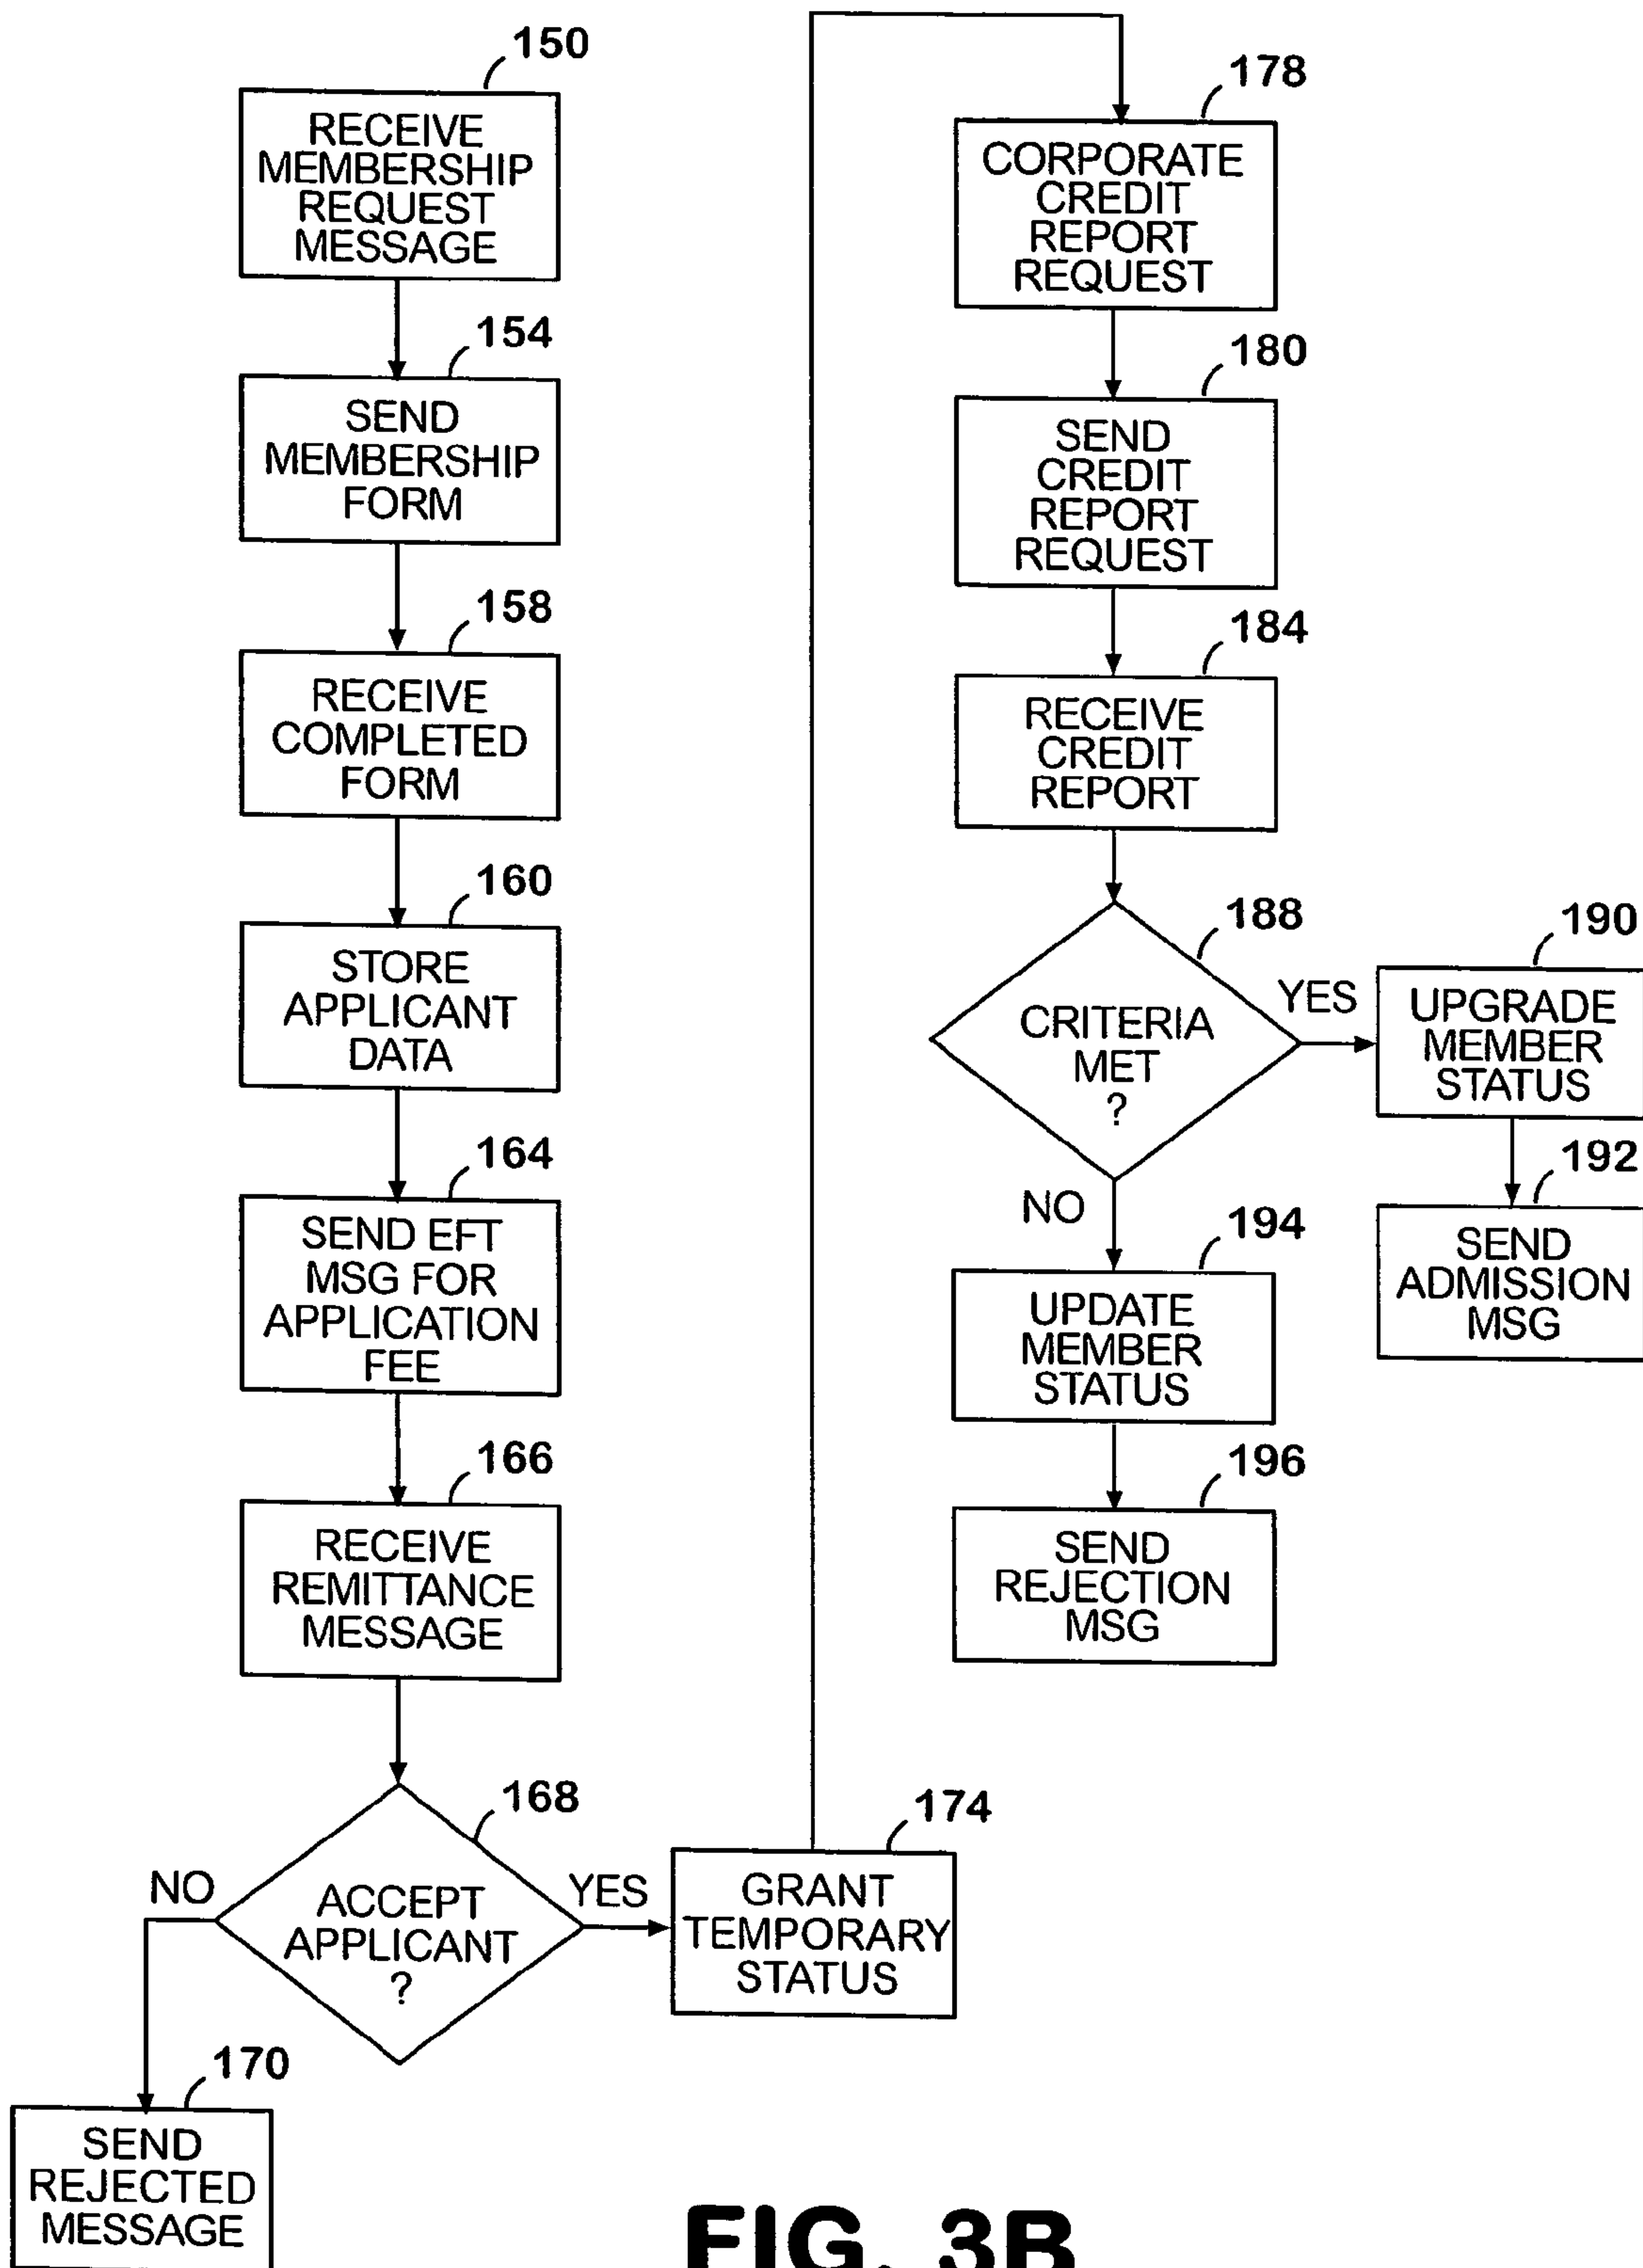 150
RECEIVE
MEMBERSHIP
REQUEST
MESSAGE
154
SEND
MEMBERSHIP
FORM
158
RECEIVE
COMPLETED
FORM
160
STORE
APPLICANT
DATA
164
SEND EFT
MSG FOR
APPLICATION
FEE
166
RECEIVE
REMITTANCE
MESSAGE
168
ACCEPT
APPLICANT
?
NO
YES
170
SEND
REJECTED
MESSAGE
174
GRANT
TEMPORARY
STATUS
178
CORPORATE
CREDIT
REPORT
REQUEST
180
SEND
CREDIT
REPORT
REQUEST
184
RECEIVE
CREDIT
REPORT
188
CRITERIA
MET
?
YES
NO
190
UPGRADE
MEMBER
STATUS
192
SEND
ADMISSION
MSG
194
UPDATE
MEMBER
STATUS
196
SEND
REJECTION
MSG
FIG. 3B